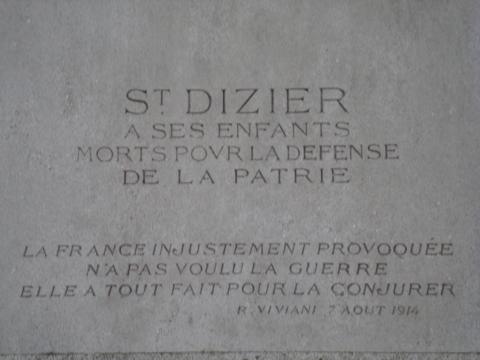 ST DIZIER
A SES ENFANTS
MORTS POVR LA DEFENSE
DE LA PATRIE
LA FRANCE INJUSTEMENT PROVOQUÉE
N'A PAS VOULU LA GUERRE
ELLE A TOUT FAIT POUR LA CONJURER
R. VIVIANI 7 AOUT 1914